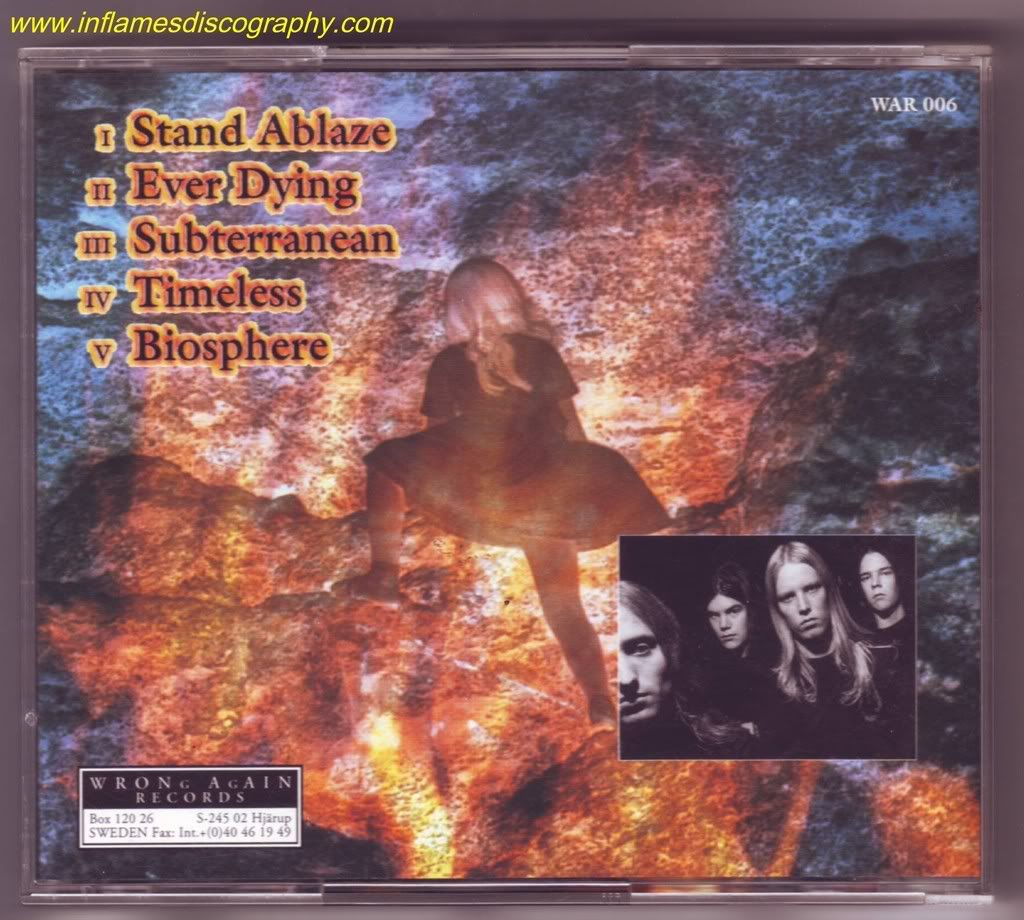 www.inflamesdiscography.com
WAR 006
I Stand Ablaze
II Ever Dying
III Subterranean
IV Timeless
V Biosphere
WRONG AGAIN
RECORDS
Box 120 26 S-245 02 Hjärup
SWEDEN Fax: Int.+(0)40 46 19 49